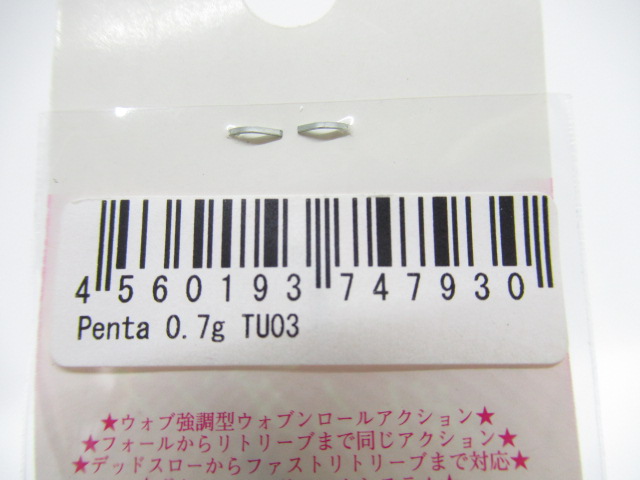 4 560193 747930
Penta 0.7g TU03
★ウォブ強調型ウォブンロールアクション★
★フォールからリトリーブまで同じアクション★
★デッドスローからファストリトリーブまで対応★